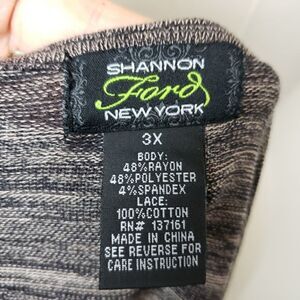 SHANNON
Ford
NEW YORK
3X
BODY:
48%RAYON
48%POLYESTER
4%SPANDEX
LACE:
100%COTTON
RN# 137161
MADE IN CHINA
SEE REVERSE FOR
CARE INSTRUCTION